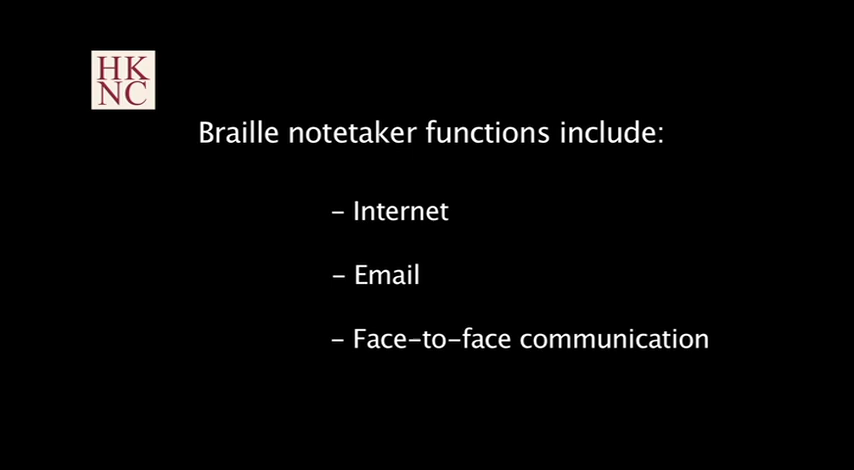 HK
NC
Braille notetaker functions include:
- Internet
- Email
- Face-to-face communication